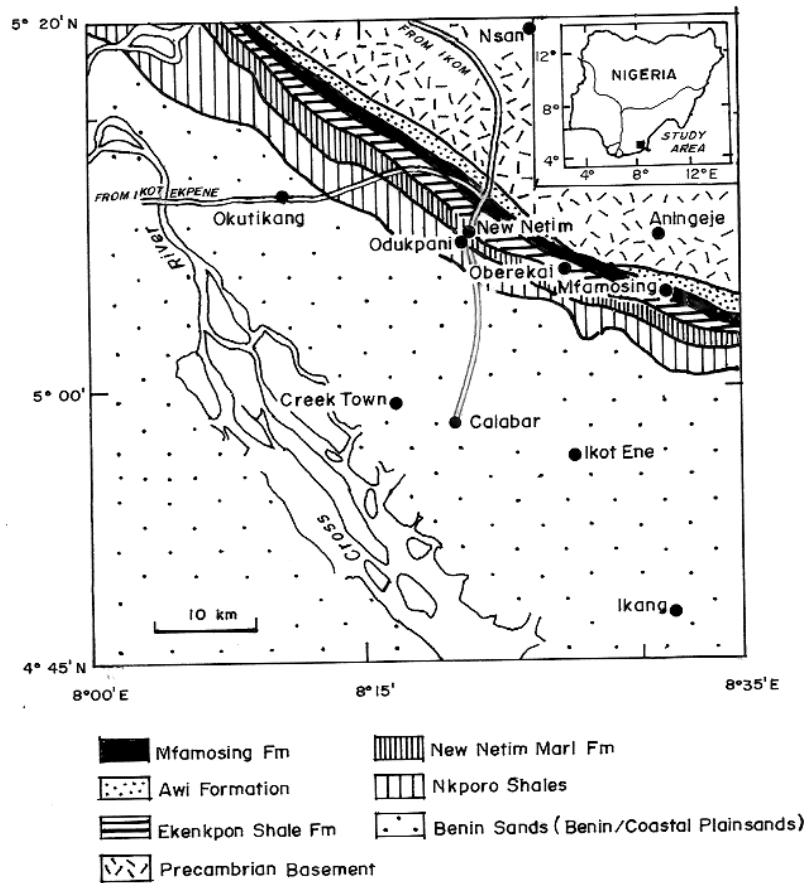 5° 20'
FROM IKOM
Nsan
12°
NIGERIA
8°
STUDY
AREA
4°
4°
8°
12°E
FROM IKOT EKPENE
Okutikang
River
New Netim
Odukpani
Aningeje
Oberekai
Mfamosing
5° 00'
Creek Town
Calabar
Ikot Ene
Cross
10 km
Ikang
4° 45'
8°00'E
8°15'
8°35'E
Mfamosing Fm
New Netim Marl Fm
Awi Formation
Nkporo Shales
Ekenkpon Shale Fm
Benin Sands (Benin/Coastal Plainsands)
Precambrian Basement